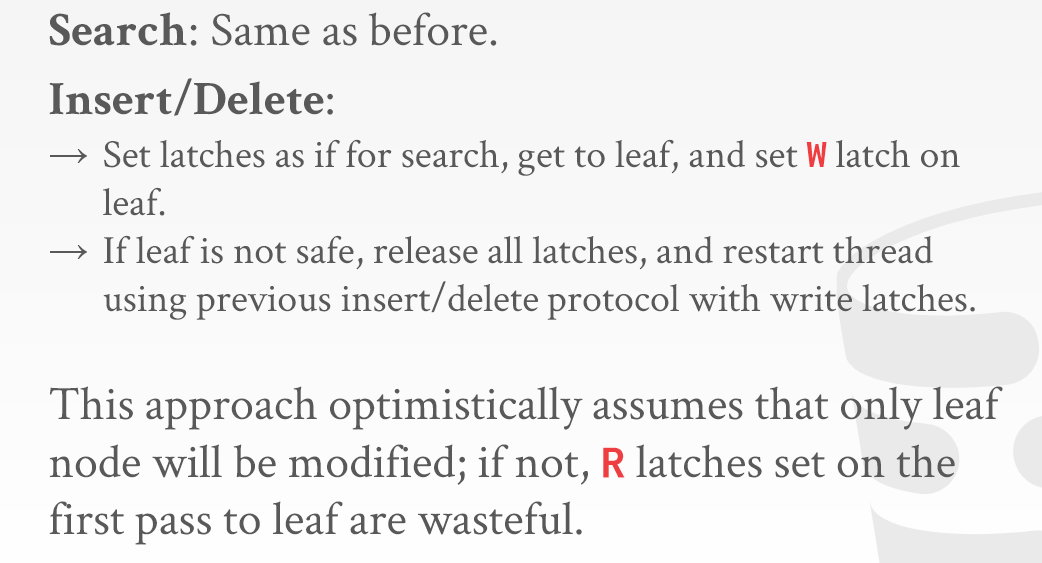 Search: Same as before.
Insert/Delete:
→ Set latches as if for search, get to leaf, and set W latch on
leaf.
→ If leaf is not safe, release all latches, and restart thread
using previous insert/delete protocol with write latches.
This approach optimistically assumes that only leaf
node will be modified; if not, R latches set on the
first pass to leaf are wasteful.